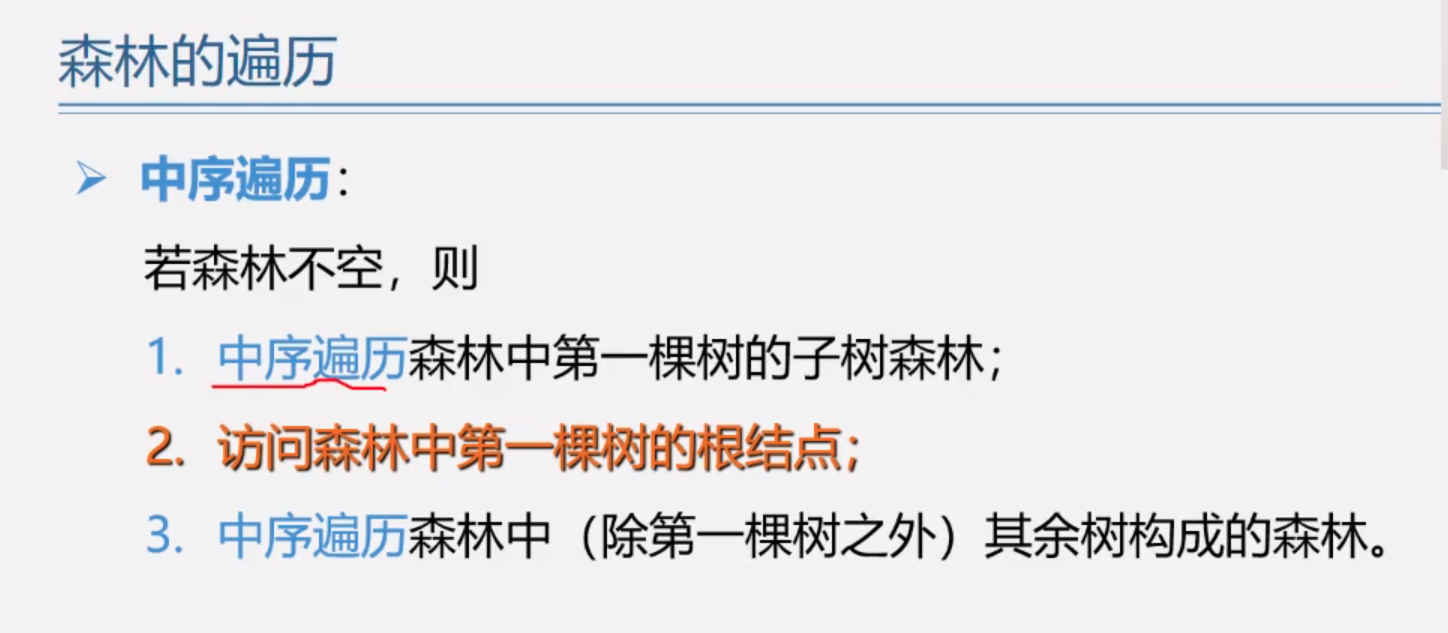 森林的遍历
➢ 中序遍历：
若森林不空，则
1. 中序遍历森林中第一棵树的子树森林；
2. 访问森林中第一棵树的根结点；
3. 中序遍历森林中（除第一棵树之外）其余树构成的森林。